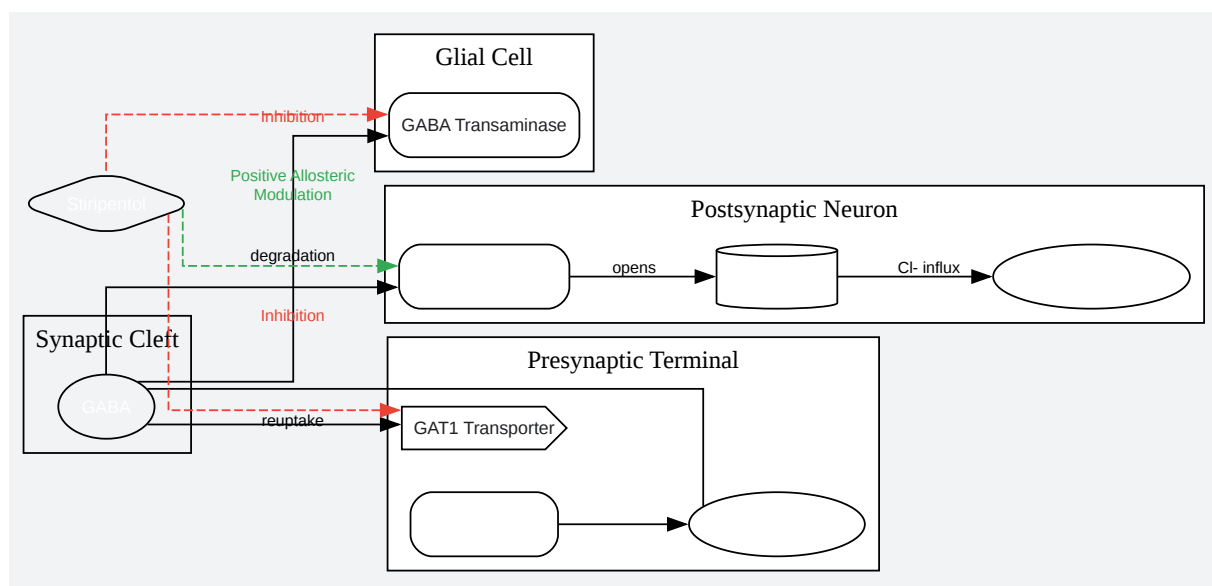 Glial Cell
Inhibition
GABA Transaminase
Positive Allosteric
Modulation
Stiripentol
Postsynaptic Neuron
degradation
opens
Cl- influx
Inhibition
Synaptic Cleft
Presynaptic Terminal
GABA
reuptake
GAT1 Transporter